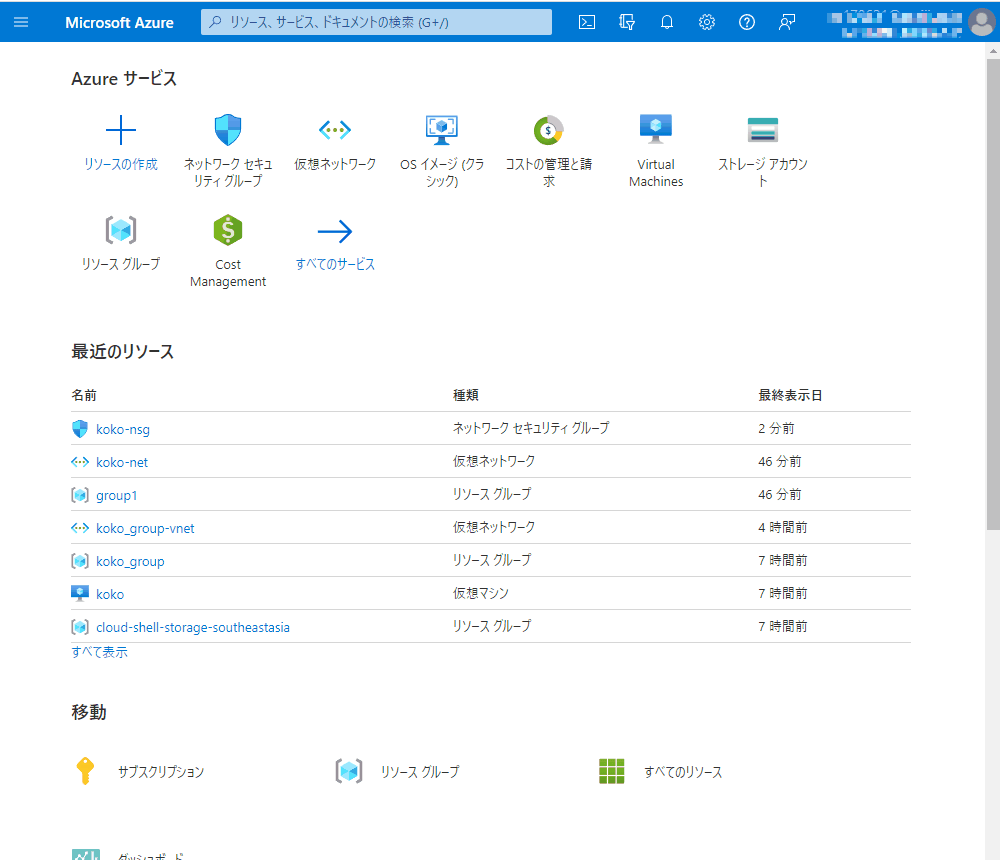 Microsoft Azure
リソース、サービス、ドキュメントの検索 (G+/)
Azure サービス
リソースの作成
ネットワーク セキュ
リティ グループ
仮想ネットワーク
OS イメージ (クラ
シック)
コストの管理と請
求
Virtual
Machines
ストレージ アカウン
ト
リソース グループ
Cost
Management
すべてのサービス
最近のリソース
名前 種類 最終表示日
koko-nsg ネットワーク セキュリティ グループ 2 分前
koko-net 仮想ネットワーク 46 分前
group1 リソース グループ 46 分前
koko_group-vnet 仮想ネットワーク 4 時間前
koko_group リソース グループ 7 時間前
koko 仮想マシン 7 時間前
cloud-shell-storage-southeastasia リソース グループ 7 時間前
すべて表示
移動
サブスクリプション リソース グループ すべてのリソース
ダッシュボード